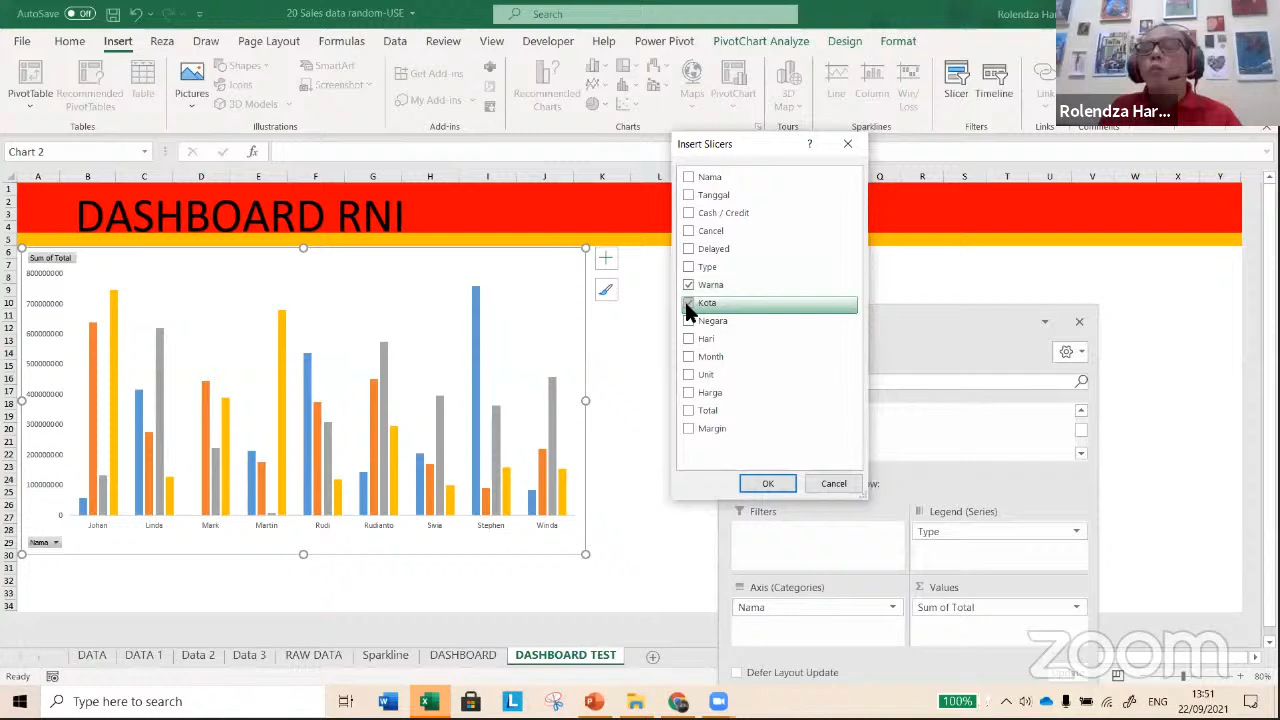 AutoSave Off
20 Sales data random-USE
Search
Rolendza Har
File Home Insert Reza Draw Page Layout Formulas Data Review View Developer Help Power Pivot PivotChart Analyze Design Format
PivotTable
Recommended PivotTables
Table
Tables
Pictures
Shapes
Icons
3D Models
SmartArt
Screenshot
Illustrations
Get Add-ins
My Add-ins
Add-ins
Recommended Charts
Maps
PivotChart
Charts
3D Map
Tours
Line
Column
Win/Loss
Sparklines
Slicer
Timeline
Filters
Links
Comments
Rolendza Har...
Chart 2
fx
A B C D E F G H I J K L Q R S T U V W X Y
DASHBOARD RNI
Sum of Total
800000000
700000000
600000000
500000000
400000000
300000000
200000000
100000000
0
Johan Linda Mark Martin Rudi Rudianto Sivia Stephen Winda
Nama
Insert Slicers ?
Nama
Tanggal
Cash / Credit
Cancel
Delayed
Type
Warna
Kota
Negara
Hari
Month
Unit
Harga
Total
Margin
OK Cancel
Filters
Legend (Series)
Type
Axis (Categories)
Nama
Σ Values
Sum of Total
Defer Layout Update
zoom
DATA DATA 1 Data 2 Data 3 RAW DATA Sparkline DASHBOARD DASHBOARD TEST
Ready
80%
Type here to search
100%
13:51
22/09/2021